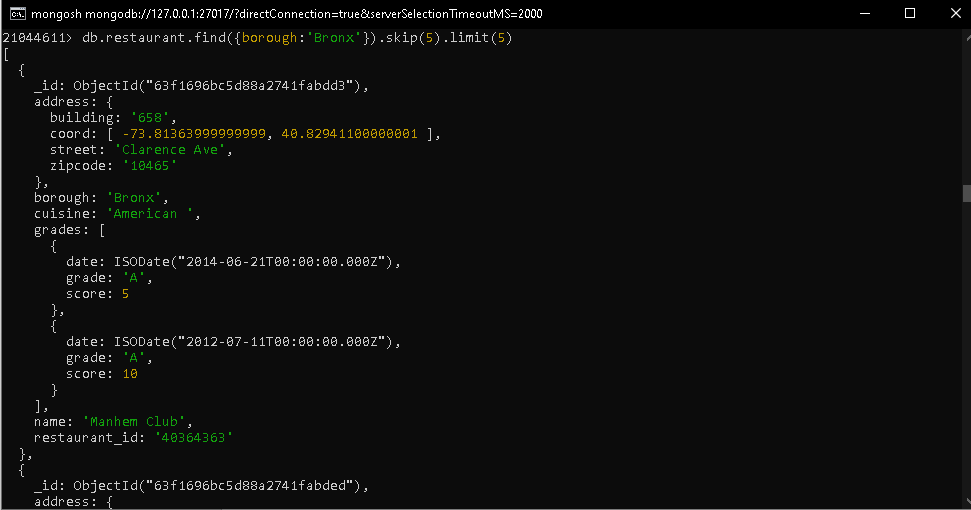 mongosh mongodb://127.0.0.1:27017/?directConnection=true&serverSelectionTimeoutMS=2000
21044611> db.restaurant.find({borough:'Bronx'}).skip(5).limit(5)
[
  {
    _id: ObjectId("63f1696bc5d88a2741fabdd3"),
    address: {
      building: '658',
      coord: [ -73.81363999999999, 40.82941100000001 ],
      street: 'Clarence Ave',
      zipcode: '10465'
    },
    borough: 'Bronx',
    cuisine: 'American ',
    grades: [
      {
        date: ISODate("2014-06-21T00:00:00.000Z"),
        grade: 'A',
        score: 5
      },
      {
        date: ISODate("2012-07-11T00:00:00.000Z"),
        grade: 'A',
        score: 10
      }
    ],
    name: 'Manhem Club',
    restaurant_id: '40364363'
  },
  {
    _id: ObjectId("63f1696bc5d88a2741fabded"),
    address: {